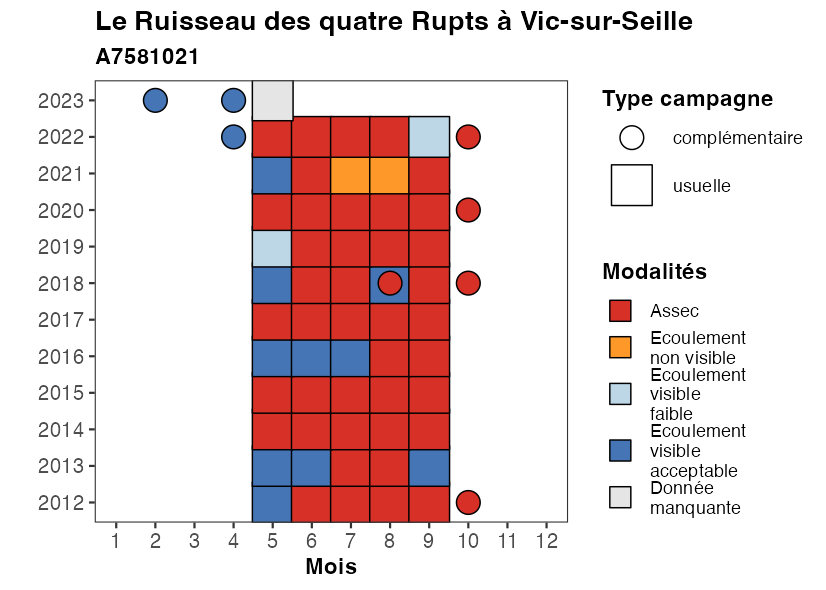 Le Ruisseau des quatre Rupts à Vic-sur-Seille
A7581021
2023
2022
2021
2020
2019
2018
2017
2016
2015
2014
2013
2012
1 2 3 4 5 6 7 8 9 10 11 12
Mois
Type campagne
complémentaire
usuelle
Modalités
Assec
Ecoulement
non visible
Ecoulement
visible
faible
Ecoulement
visible
acceptable
Donnée
manquante